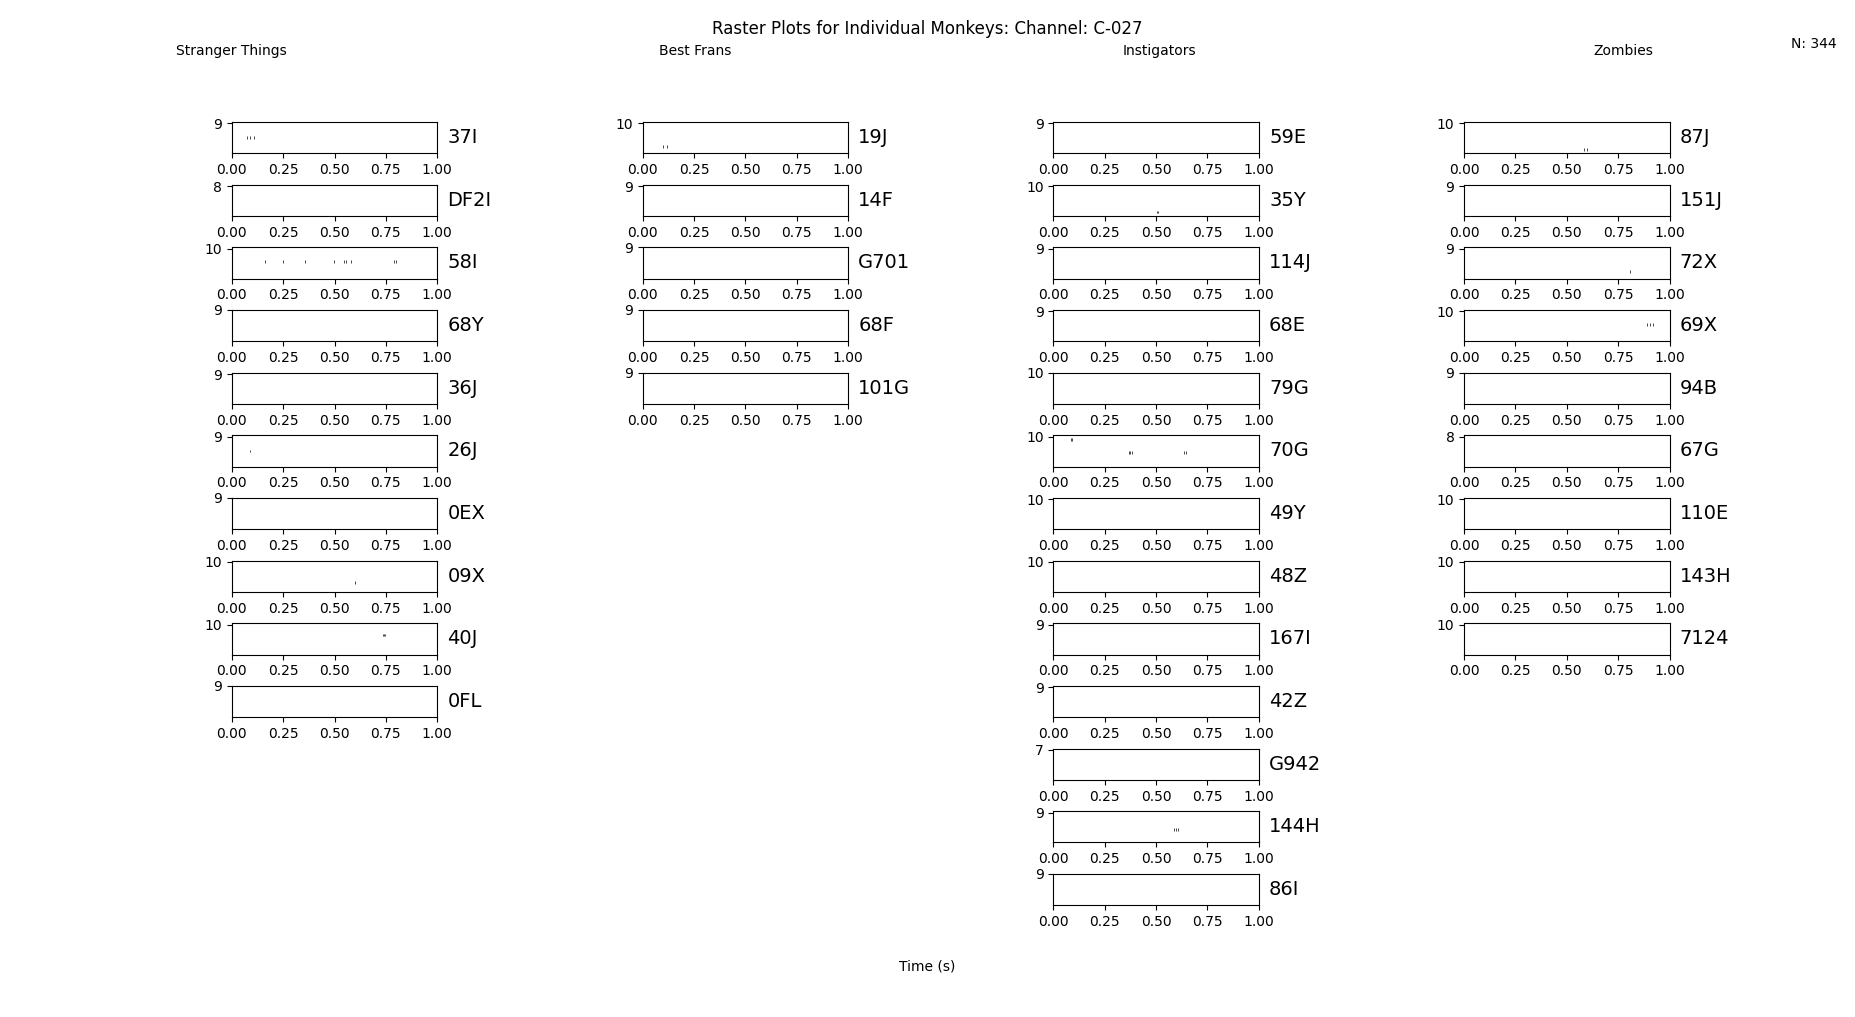 Raster Plots for Individual Monkeys: Channel: C-027
Stranger Things Best Frans Instigators Zombies N: 344
9 37I 10 19J 9 59E 10 87J
0.00 0.25 0.50 0.75 1.00 0.00 0.25 0.50 0.75 1.00 0.00 0.25 0.50 0.75 1.00 0.00 0.25 0.50 0.75 1.00
8 DF2I 9 14F 10 35Y 9 151J
0.00 0.25 0.50 0.75 1.00 0.00 0.25 0.50 0.75 1.00 0.00 0.25 0.50 0.75 1.00 0.00 0.25 0.50 0.75 1.00
10 58I 9 G701 9 114J 9 72X
0.00 0.25 0.50 0.75 1.00 0.00 0.25 0.50 0.75 1.00 0.00 0.25 0.50 0.75 1.00 0.00 0.25 0.50 0.75 1.00
9 68Y 9 68F 9 68E 10 69X
0.00 0.25 0.50 0.75 1.00 0.00 0.25 0.50 0.75 1.00 0.00 0.25 0.50 0.75 1.00 0.00 0.25 0.50 0.75 1.00
9 36J 9 101G 10 79G 9 94B
0.00 0.25 0.50 0.75 1.00 0.00 0.25 0.50 0.75 1.00 0.00 0.25 0.50 0.75 1.00 0.00 0.25 0.50 0.75 1.00
9 26J 10 70G 8 67G
0.00 0.25 0.50 0.75 1.00 0.00 0.25 0.50 0.75 1.00 0.00 0.25 0.50 0.75 1.00
9 0EX 10 49Y 10 110E
0.00 0.25 0.50 0.75 1.00 0.00 0.25 0.50 0.75 1.00 0.00 0.25 0.50 0.75 1.00
10 09X 10 48Z 10 143H
0.00 0.25 0.50 0.75 1.00 0.00 0.25 0.50 0.75 1.00 0.00 0.25 0.50 0.75 1.00
10 40J 9 167I 10 7124
0.00 0.25 0.50 0.75 1.00 0.00 0.25 0.50 0.75 1.00 0.00 0.25 0.50 0.75 1.00
9 0FL 9 42Z
0.00 0.25 0.50 0.75 1.00 0.00 0.25 0.50 0.75 1.00
7 G942
0.00 0.25 0.50 0.75 1.00
9 144H
0.00 0.25 0.50 0.75 1.00
9 86I
0.00 0.25 0.50 0.75 1.00
Time (s)